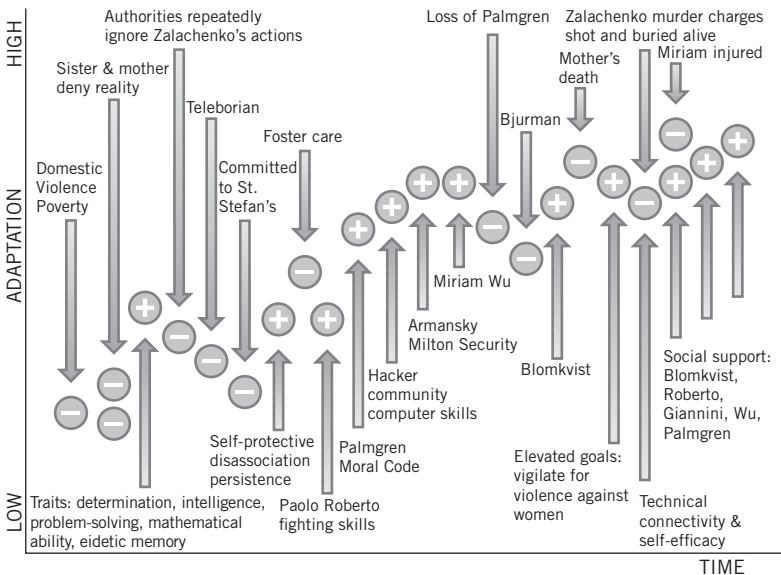 HIGH
ADAPTATION
LOW
Authorities repeatedly
ignore Zalachenko's actions
Sister & mother
deny reality
Teleborian
Domestic
Violence
Poverty
Committed
to St.
Stefan's
Foster care
Loss of Palmgren
Bjurman
Zalachenko murder charges
shot and buried alive
Mother's
death
Miriam injured
Miriam Wu
Armansky
Milton Security
Hacker
community
computer skills
Blomkvist
Social support:
Blomkvist,
Roberto,
Giannini, Wu,
Palmgren
Self-protective
disassociation
persistence
Palmgren
Moral Code
Elevated goals:
vigilate for
violence against
women
Traits: determination, intelligence,
problem-solving, mathematical
ability, eidetic memory
Paolo Roberto
fighting skills
Technical
connectivity &
self-efficacy
TIME